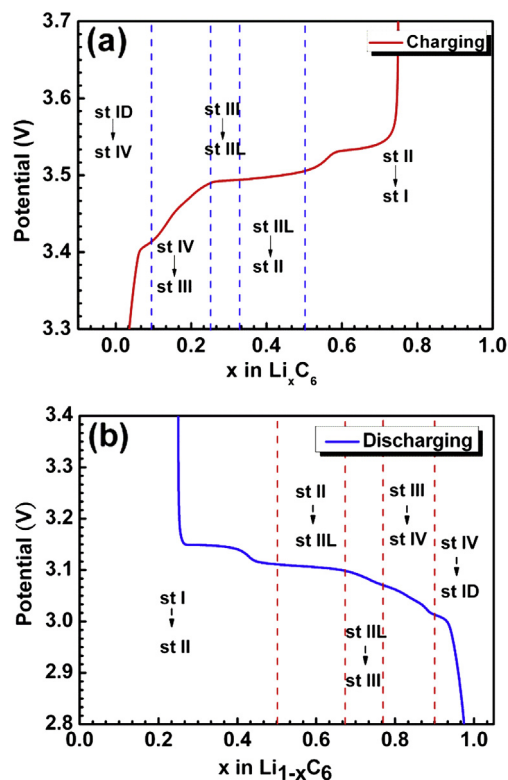 (a)
Charging
Potential (V)
3.7
3.6
3.5
3.4
3.3
st ID
st IV
st III
st IIL
st II
st I
st IV
st III
st IIL
st II
0.0 0.2 0.4 0.6 0.8 1.0
x in LiₓC₆
(b)
Discharging
Potential (V)
3.4
3.3
3.2
3.1
3.0
2.9
2.8
st II
st IIL
st III
st IV
st IV
st ID
st I
st II
st IIL
st III
0.0 0.2 0.4 0.6 0.8 1.0
x in Li₁₋ₓC₆